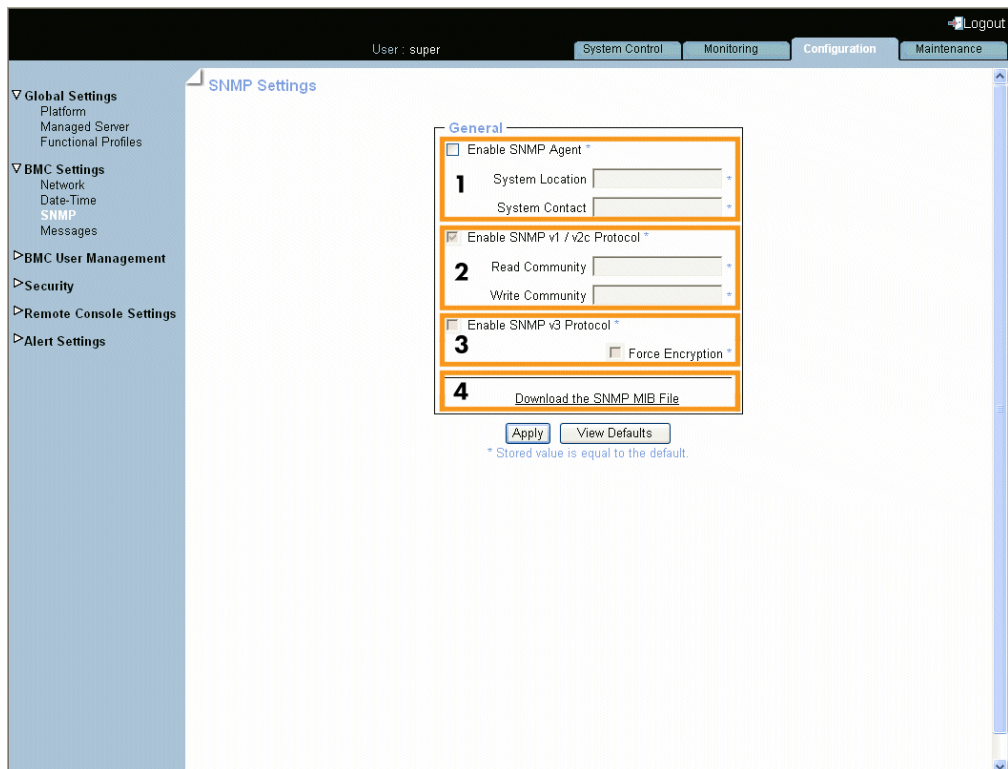 Logout
User : super
System Control
Monitoring
Configuration
Maintenance
Global Settings
Platform
Managed Server
Functional Profiles
BMC Settings
Network
Date-Time
SNMP
Messages
BMC User Management
Security
Remote Console Settings
Alert Settings
SNMP Settings
General
Enable SNMP Agent *
1
System Location *
System Contact *
Enable SNMP v1 / v2c Protocol *
2
Read Community *
Write Community *
Enable SNMP v3 Protocol *
3
Force Encryption *
4
Download the SNMP MIB File
Apply
View Defaults
* Stored value is equal to the default.